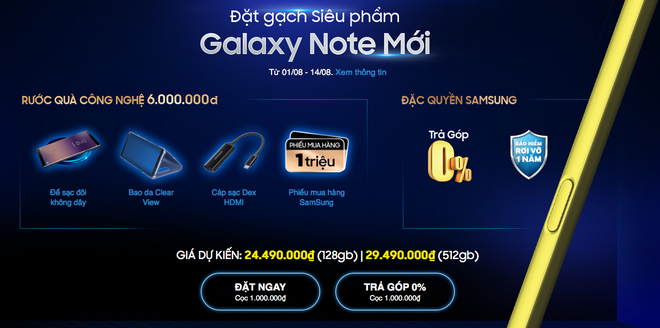 Đặt gạch Siêu phẩm
Galaxy Note Mới
Từ 01/08 - 14/08. Xem thông tin
RƯỚC QUÀ CÔNG NGHỆ 6.000.000đ
ĐẶC QUYỀN SAMSUNG
PHIẾU MUA HÀNG
1 triệu
Đế sạc đôi
không dây
Bao da Clear
View
Cáp sạc Dex
HDMI
Phiếu mua hàng
SamSung
Trả Góp
0%
BẢO HIỂM
RƠI VỠ
1 NĂM
GIÁ DỰ KIẾN: 24.490.000₫ (128gb) | 29.490.000₫ (512gb)
ĐẶT NGAY
Cọc 1.000.000₫
TRẢ GÓP 0%
Cọc 1.000.000₫